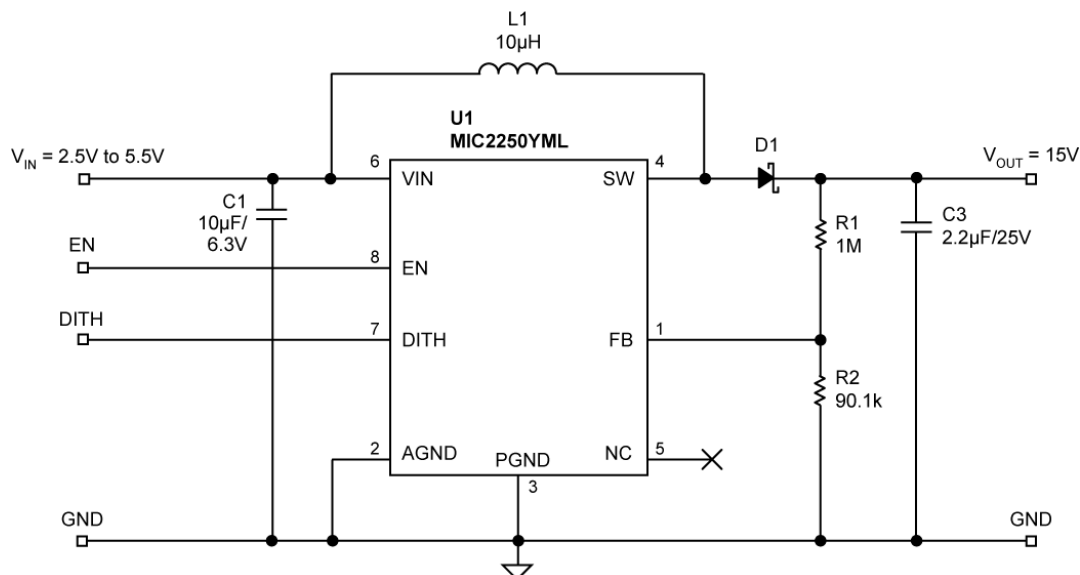 L1
10µH
U1
MIC2250YML
D1
V_IN = 2.5V to 5.5V
6
VIN
SW
4
V_OUT = 15V
C1
10µF/
6.3V
R1
1M
C3
2.2µF/25V
EN
8
EN
DITH
7
DITH
FB
1
R2
90.1k
2
AGND
PGND
NC
5
3
GND
GND